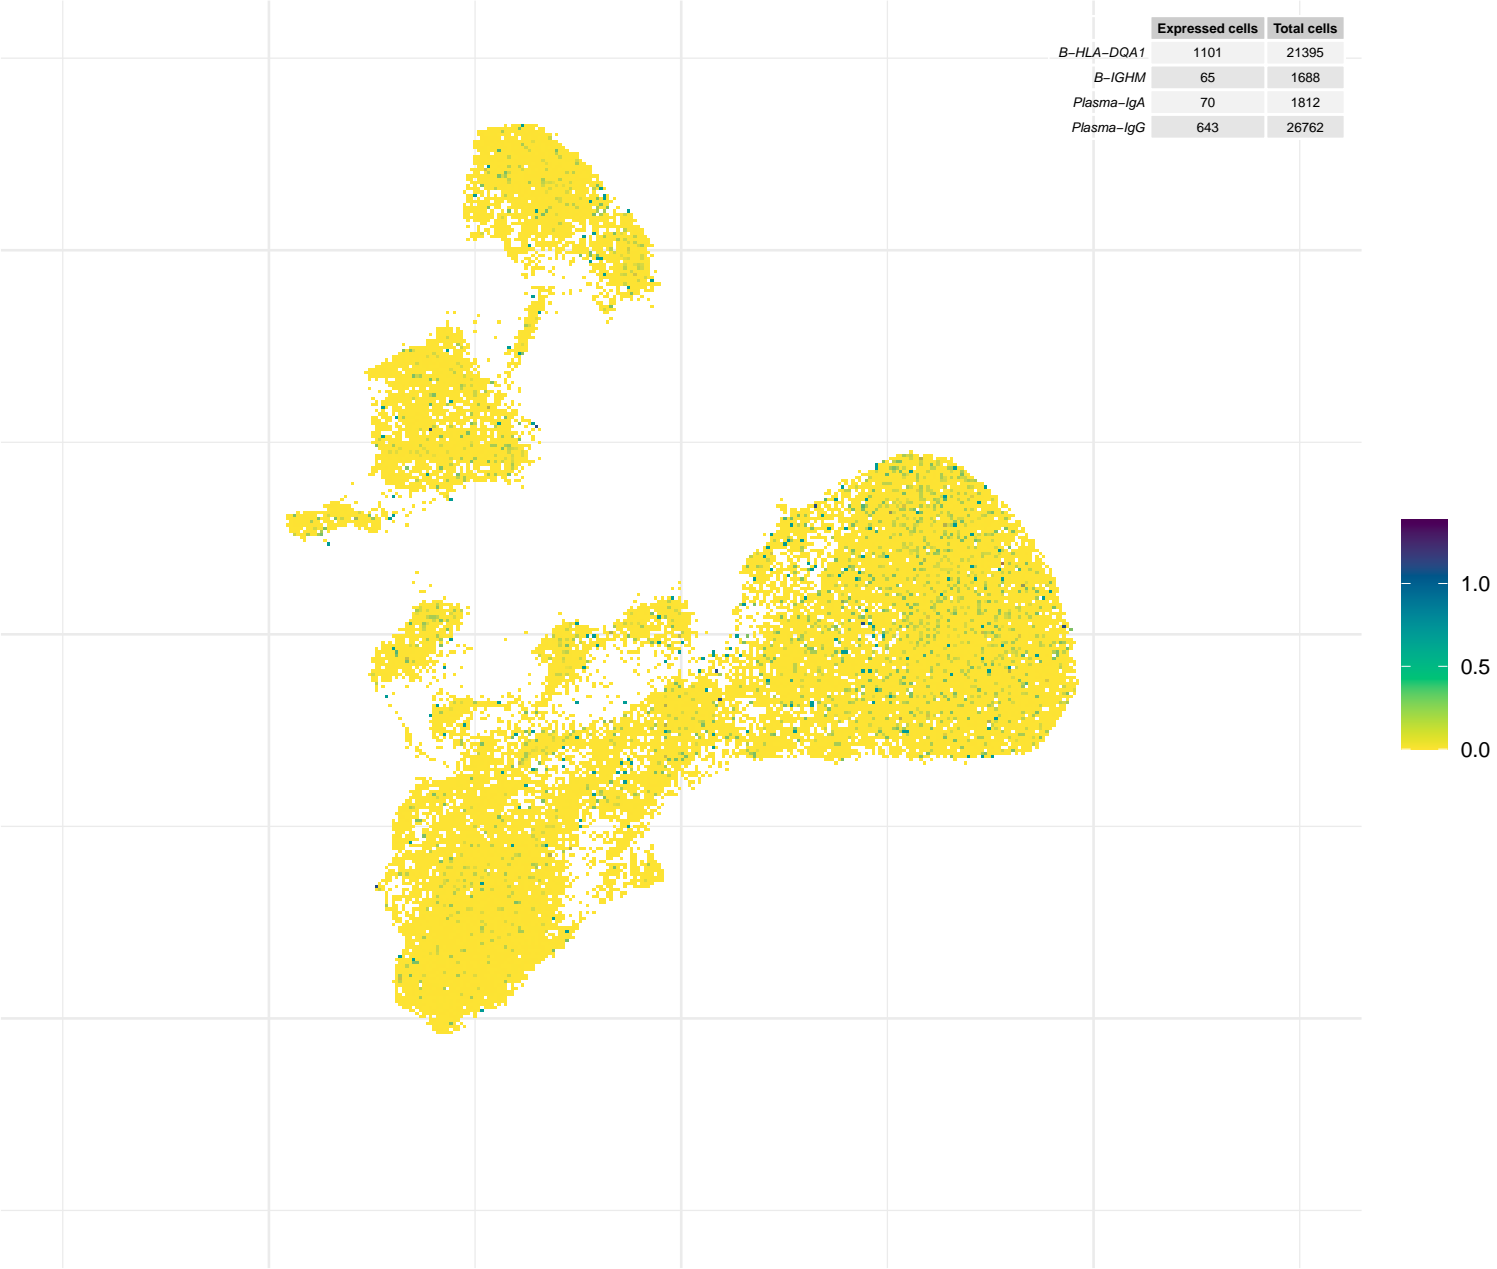 Expressed cells Total cells
B−HLA−DQA1 1101 21395
B−IGHM 65 1688
Plasma−IgA 70 1812
Plasma−IgG 643 26762
1.0
0.5
0.0